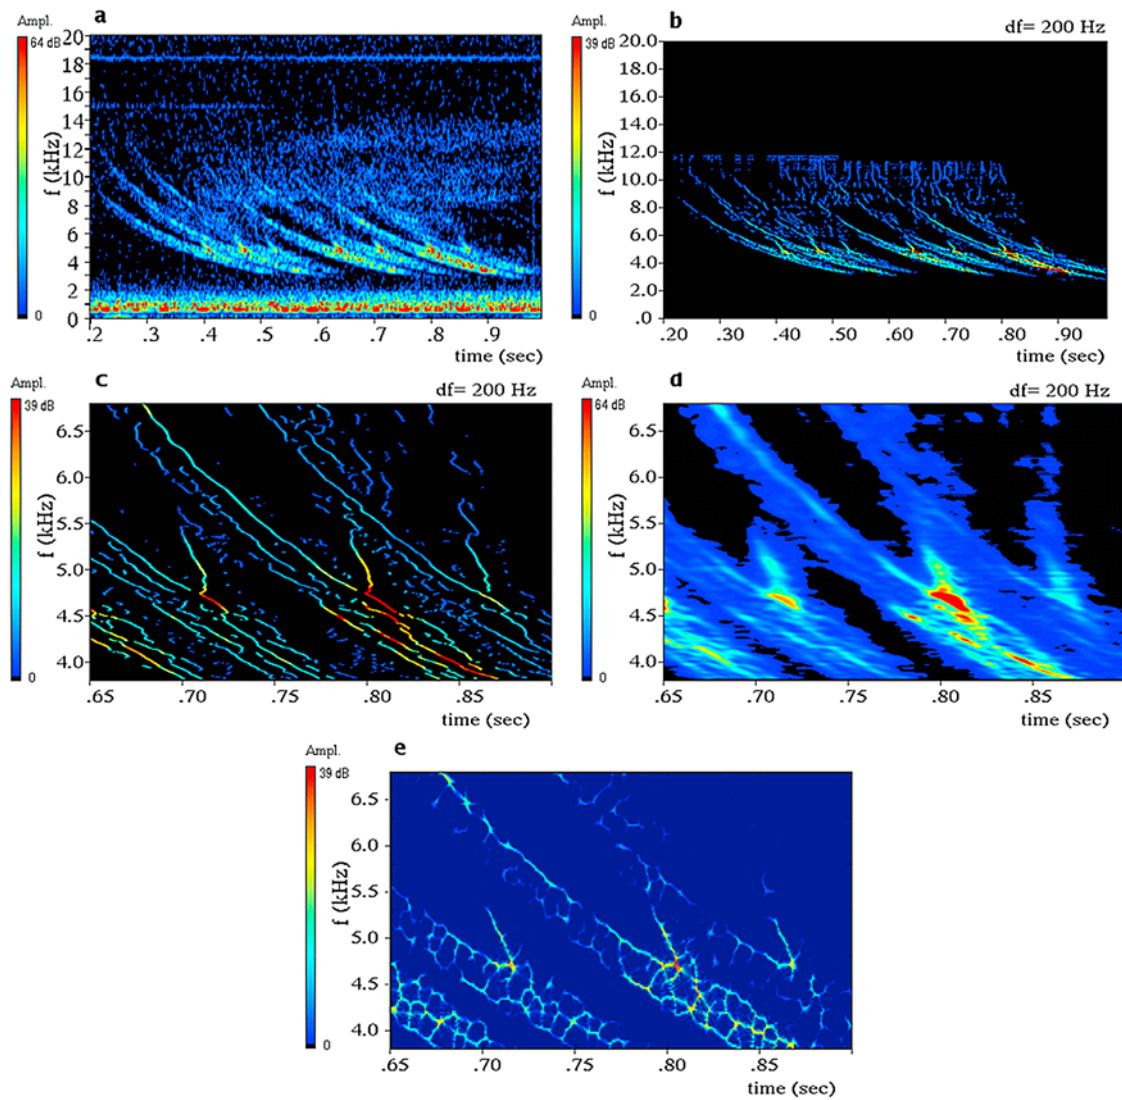 a
Ampl.
64 dB
0
f (kHz)
20
18
16
14
12
10
8
6
4
2
0
.2 .3 .4 .5 .6 .7 .8 .9
time (sec)
b
df= 200 Hz
Ampl.
39 dB
0
f (kHz)
20.0
18.0
16.0
14.0
12.0
10.0
8.0
6.0
4.0
2.0
.0
.20 .30 .40 .50 .60 .70 .80 .90
time (sec)
c
df= 200 Hz
Ampl.
39 dB
0
f (kHz)
6.5
6.0
5.5
5.0
4.5
4.0
.65 .70 .75 .80 .85
time (sec)
d
df= 200 Hz
Ampl.
64 dB
0
f (kHz)
6.5
6.0
5.5
5.0
4.5
4.0
.65 .70 .75 .80 .85
time (sec)
e
Ampl.
39 dB
0
f (kHz)
6.5
6.0
5.5
5.0
4.5
4.0
.65 .70 .75 .80 .85
time (sec)